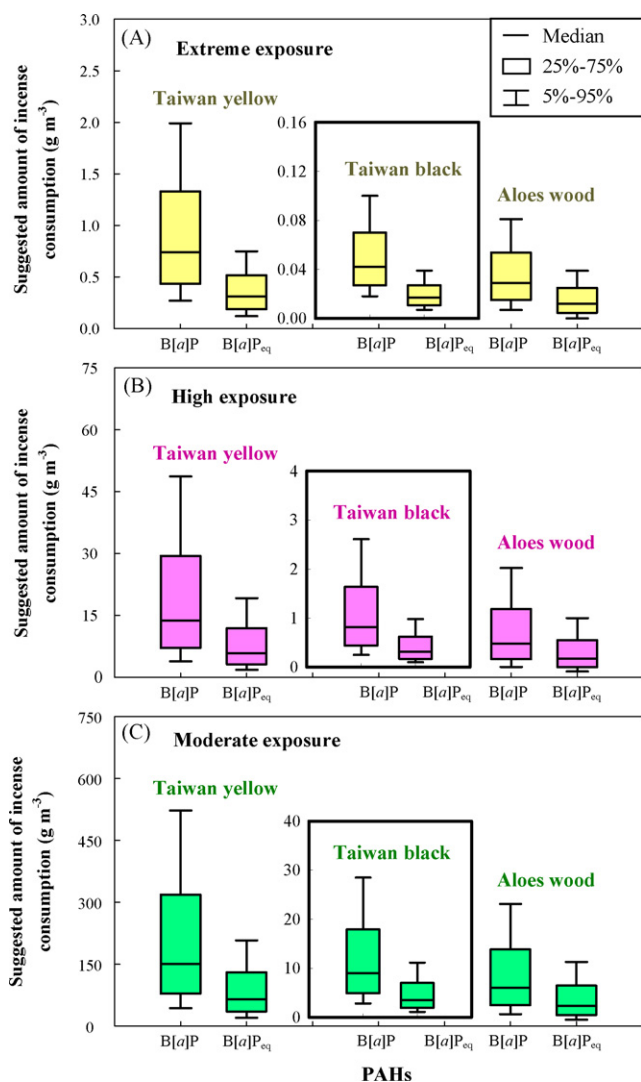 (A)
Extreme exposure
Median
25%-75%
5%-95%
Taiwan yellow
Taiwan black
Aloes wood
Suggested amount of incense
consumption (g m⁻³)
3.0
2.5
2.0
1.5
1.0
0.5
0.0
0.16
0.12
0.08
0.04
0.00
B[a]P B[a]Peq B[a]P B[a]Peq B[a]P B[a]Peq
(B)
High exposure
Taiwan yellow
Taiwan black
Aloes wood
Suggested amount of incense
consumption (g m⁻³)
75
60
45
30
15
0
4
3
2
1
0
B[a]P B[a]Peq B[a]P B[a]Peq B[a]P B[a]Peq
(C)
Moderate exposure
Taiwan yellow
Taiwan black
Aloes wood
Suggested amount of incense
consumption (g m⁻³)
750
600
450
300
150
0
40
30
20
10
0
B[a]P B[a]Peq B[a]P B[a]Peq B[a]P B[a]Peq
PAHs